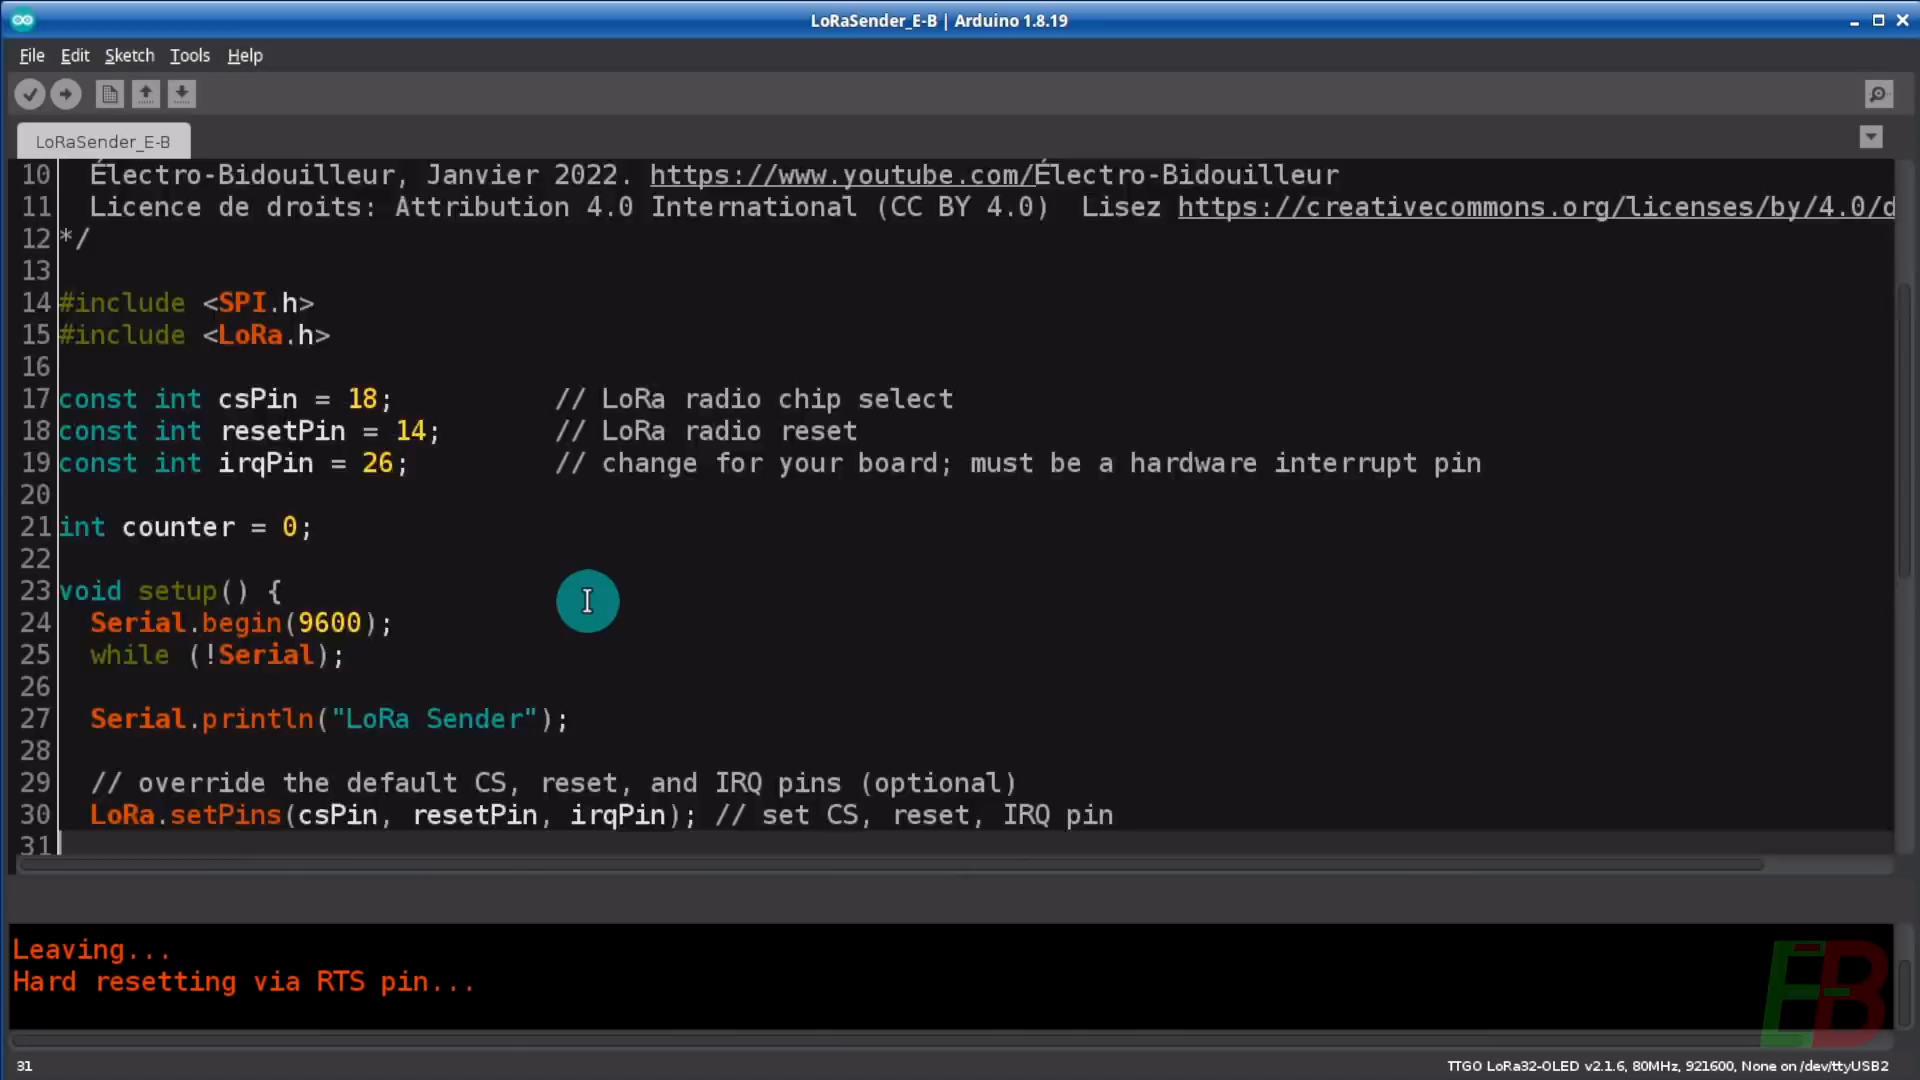 LoRaSender_E-B | Arduino 1.8.19
File Edit Sketch Tools Help
LoRaSender_E-B
10 Électro-Bidouilleur, Janvier 2022. https://www.youtube.com/Électro-Bidouilleur
11 Licence de droits: Attribution 4.0 International (CC BY 4.0)  Lisez https://creativecommons.org/licenses/by/4.0/d
12 */
13
14 #include <SPI.h>
15 #include <LoRa.h>
16
17 const int csPin = 18;          // LoRa radio chip select
18 const int resetPin = 14;       // LoRa radio reset
19 const int irqPin = 26;         // change for your board; must be a hardware interrupt pin
20
21 int counter = 0;
22
23 void setup() {
24   Serial.begin(9600);
25   while (!Serial);
26
27   Serial.println("LoRa Sender");
28
29   // override the default CS, reset, and IRQ pins (optional)
30   LoRa.setPins(csPin, resetPin, irqPin); // set CS, reset, IRQ pin
31
Leaving...
Hard resetting via RTS pin...
E-B
31 TTGO LoRa32-OLED v2.1.6, 80MHz, 921600, None on /dev/ttyUSB2